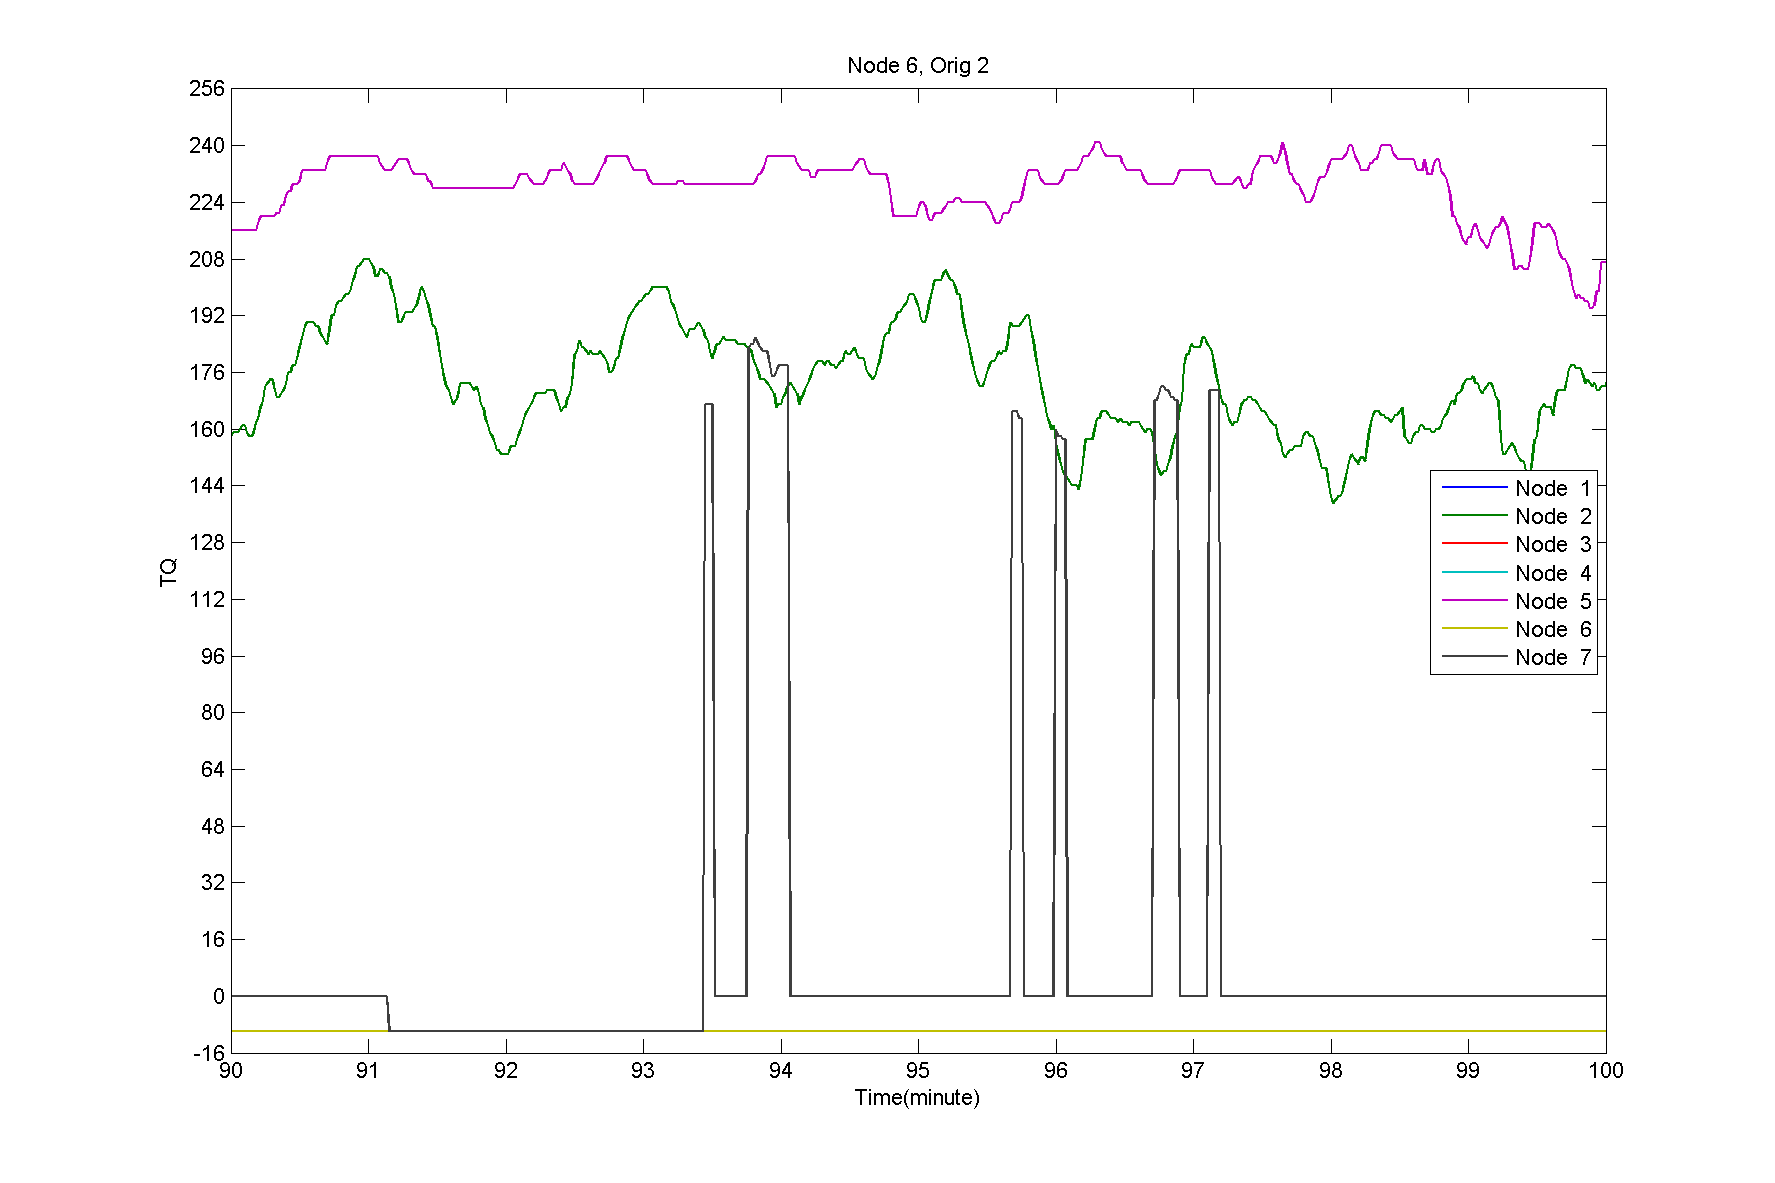 Node 6, Orig 2
256
240
224
208
192
176
160
144
128
112
96
80
64
48
32
16
0
-16
TQ
Node 1
Node 2
Node 3
Node 4
Node 5
Node 6
Node 7
90 91 92 93 94 95 96 97 98 99 100
Time(minute)